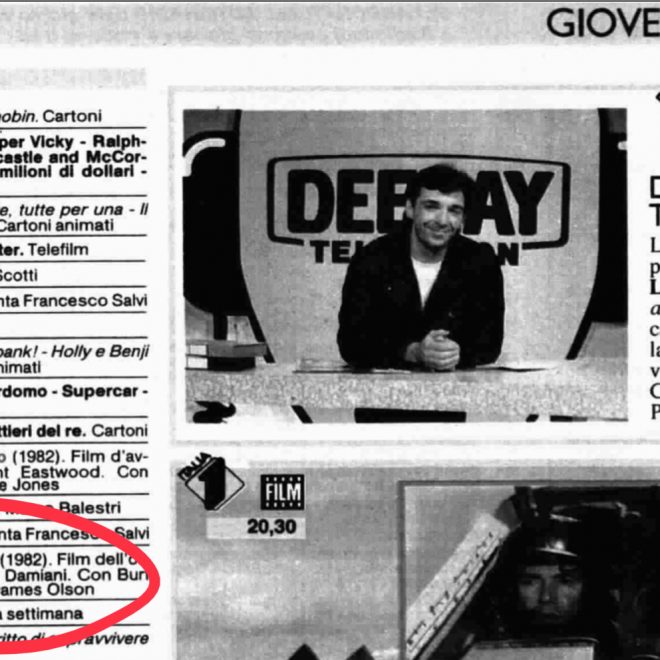 GIOVE
obin. Cartoni
per Vicky - Ralph-
castle and McCor-
milioni di dollari -
e, tutte per una - Il
Cartoni animati
ter. Telefilm
Scotti
nta Francesco Salvi
bank! - Holly e Benji
nimati
rdomo - Supercar -
ttieri del re. Cartoni
o (1982). Film d'av-
nt Eastwood. Con
e Jones
Balestri
nta Francesco Salvi
(1982). Film dell'o
Damiani. Con Burt
ames Olson
a settimana
ritto di sopravvivere
DEEJAY
TELEVISION
ITALIA
1
FILM
20,30
D
T
L
p
L
a
c
la
v
C
P